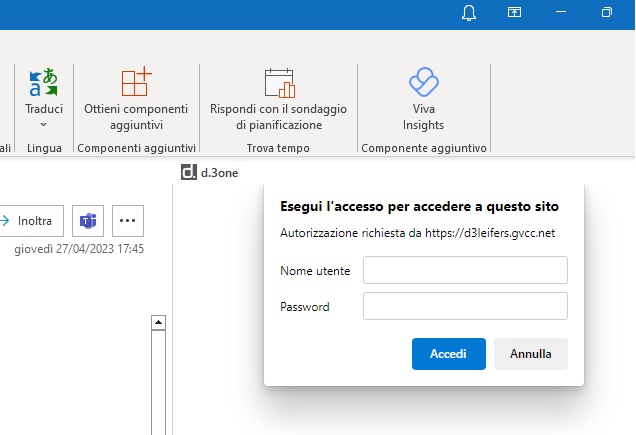 Traduci
Ottieni componenti
aggiuntivi
Rispondi con il sondaggio
di pianificazione
Viva
Insights
ali
Lingua
Componenti aggiuntivi
Trova tempo
Componente aggiuntivo
d. d.3one
Inoltra
giovedì 27/04/2023 17:45
Esegui l'accesso per accedere a questo sito
Autorizzazione richiesta da https://d3leifers.gvcc.net
Nome utente
Password
Accedi
Annulla